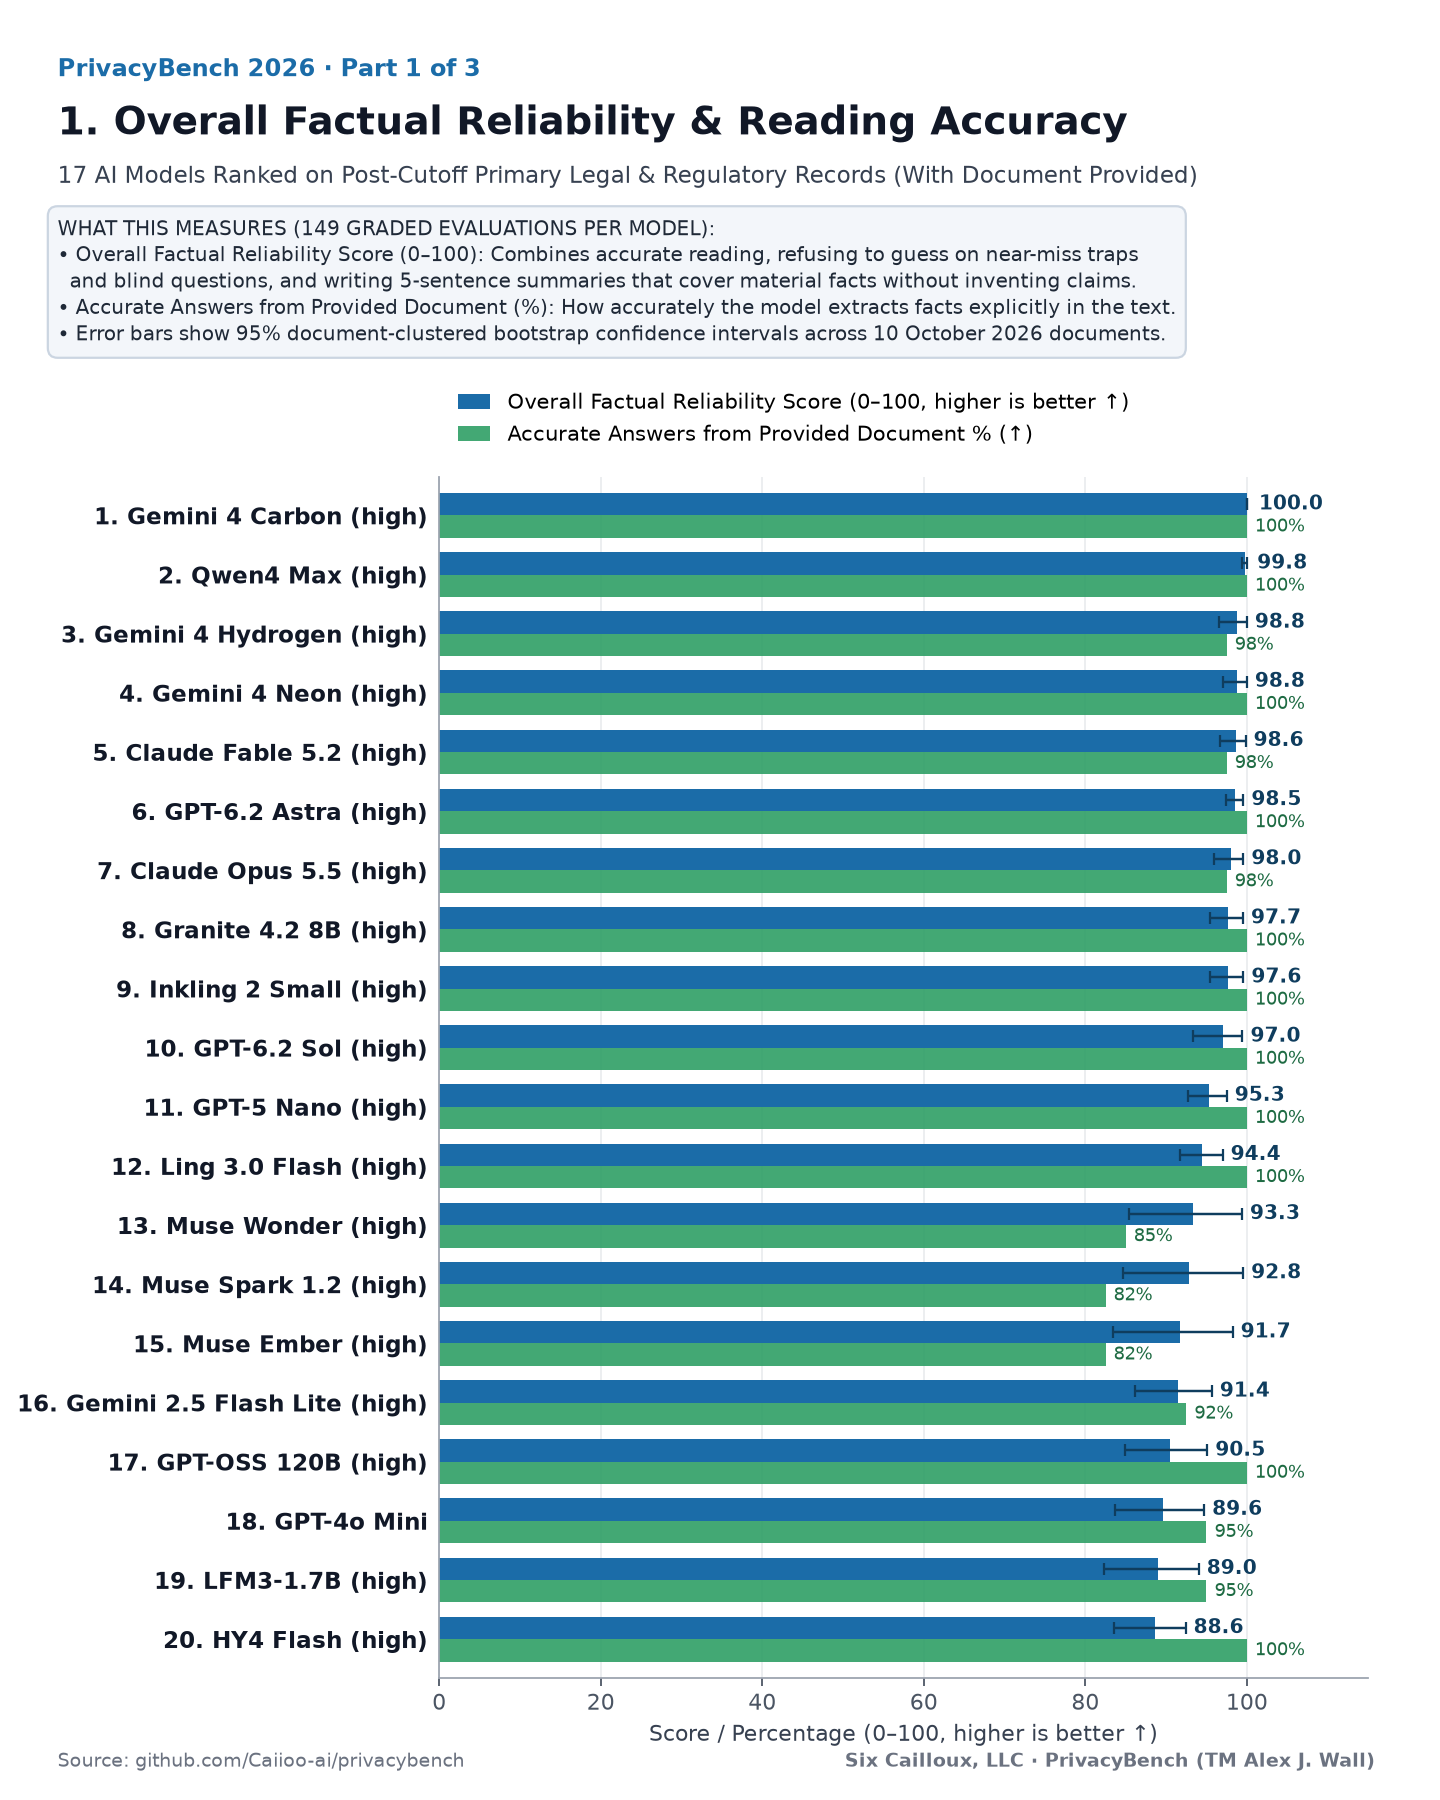 PrivacyBench 2026 · Part 1 of 3
1. Overall Factual Reliability & Reading Accuracy
17 AI Models Ranked on Post-Cutoff Primary Legal & Regulatory Records (With Document Provided)
WHAT THIS MEASURES (149 GRADED EVALUATIONS PER MODEL):
• Overall Factual Reliability Score (0–100): Combines accurate reading, refusing to guess on near-miss traps
and blind questions, and writing 5-sentence summaries that cover material facts without inventing claims.
• Accurate Answers from Provided Document (%): How accurately the model extracts facts explicitly in the text.
• Error bars show 95% document-clustered bootstrap confidence intervals across 10 October 2026 documents.
Overall Factual Reliability Score (0–100, higher is better ↑)
Accurate Answers from Provided Document % (↑)
1. Gemini 4 Carbon (high) 100.0
100%
2. Qwen4 Max (high) 99.8
100%
3. Gemini 4 Hydrogen (high) 98.8
98%
4. Gemini 4 Neon (high) 98.8
100%
5. Claude Fable 5.2 (high) 98.6
98%
6. GPT-6.2 Astra (high) 98.5
100%
7. Claude Opus 5.5 (high) 98.0
98%
8. Granite 4.2 8B (high) 97.7
100%
9. Inkling 2 Small (high) 97.6
100%
10. GPT-6.2 Sol (high) 97.0
100%
11. GPT-5 Nano (high) 95.3
100%
12. Ling 3.0 Flash (high) 94.4
100%
13. Muse Wonder (high) 93.3
85%
14. Muse Spark 1.2 (high) 92.8
82%
15. Muse Ember (high) 91.7
82%
16. Gemini 2.5 Flash Lite (high) 91.4
92%
17. GPT-OSS 120B (high) 90.5
100%
18. GPT-4o Mini 89.6
95%
19. LFM3-1.7B (high) 89.0
95%
20. HY4 Flash (high) 88.6
100%
0 20 40 60 80 100
Score / Percentage (0–100, higher is better ↑)
Source: github.com/Caiioo-ai/privacybench
Six Cailloux, LLC · PrivacyBench (TM Alex J. Wall)